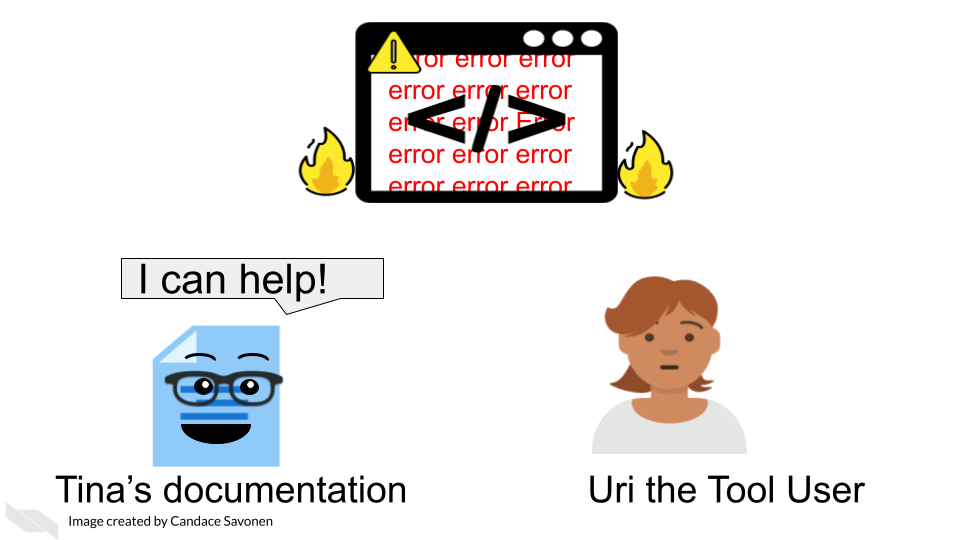 error error error
error error error
error error Error
error error error
error error error
</>
I can help!
Tina’s documentation
Uri the Tool User
Image created by Candace Savonen